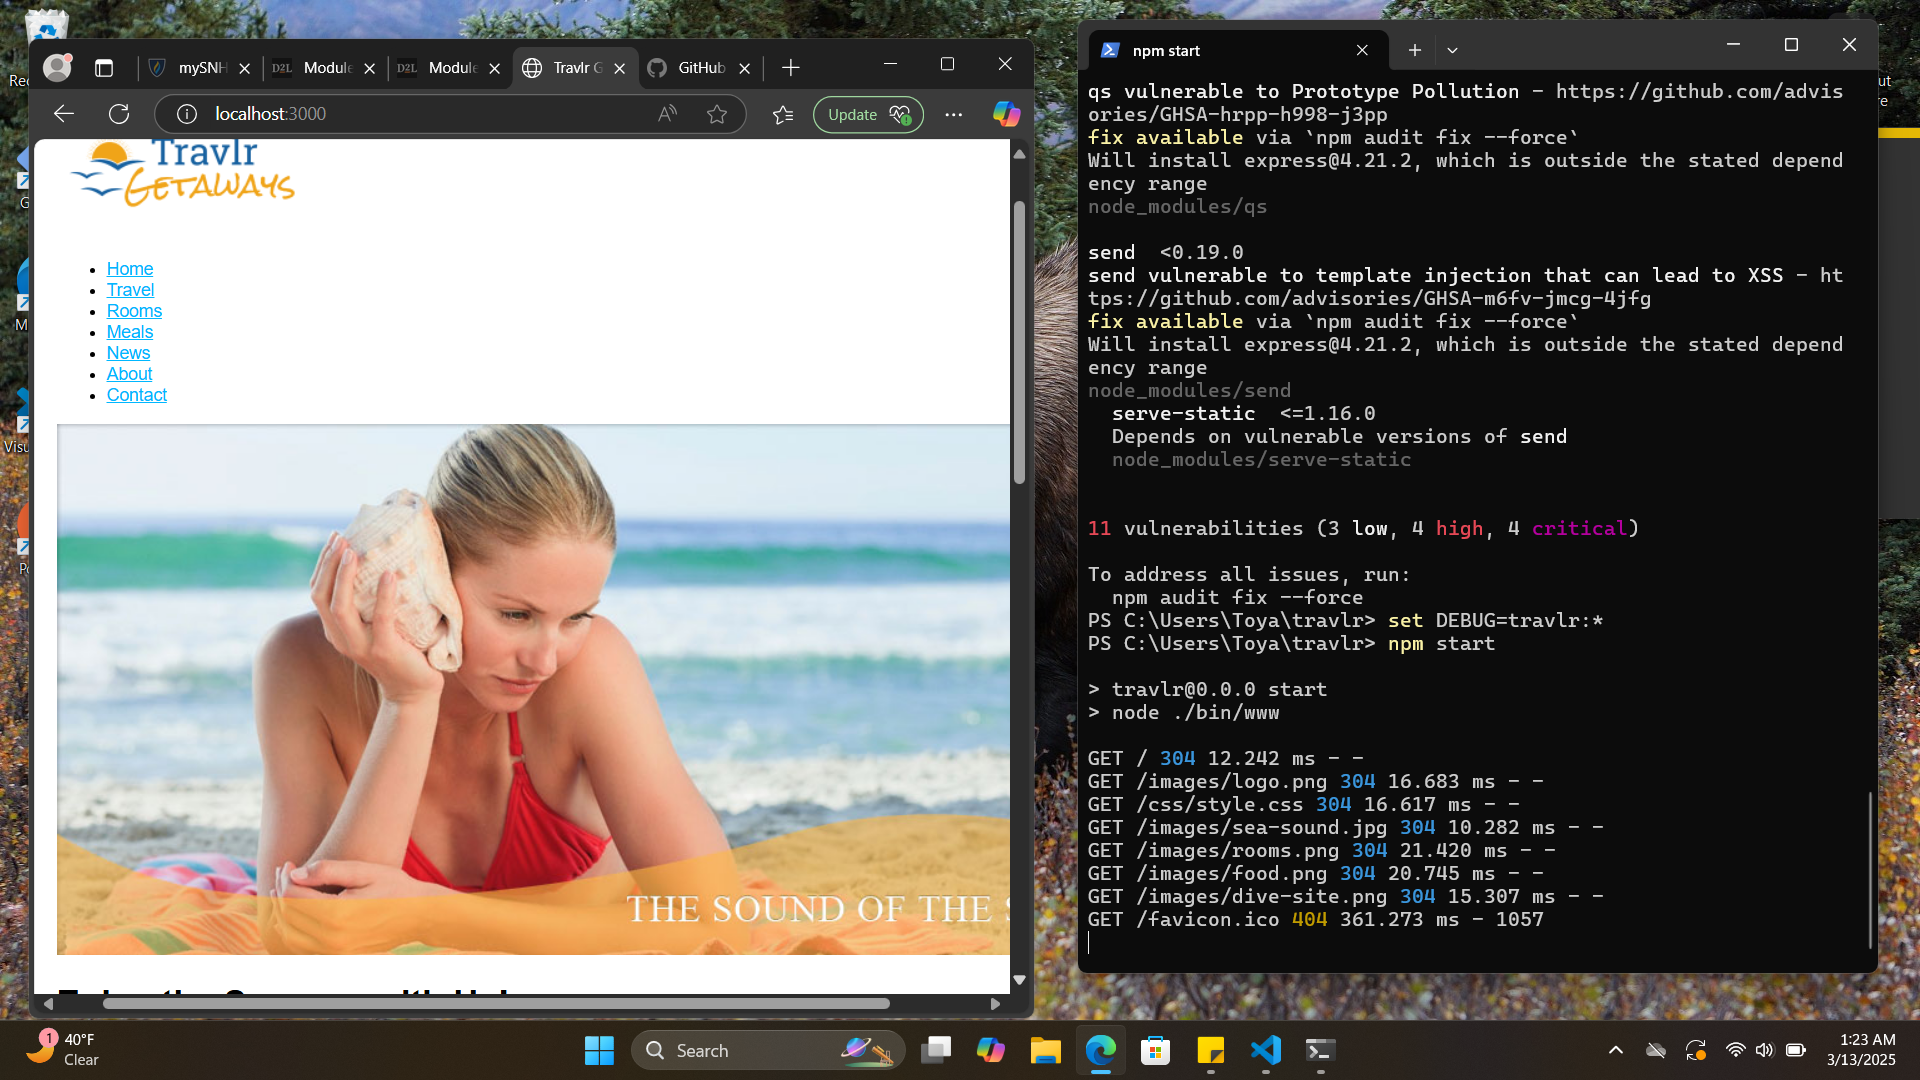 mySNH
Module
Module
Travlr G
GitHub
localhost:3000
Update
Travlr
GETAWAYS
Home
Travel
Rooms
Meals
News
About
Contact
THE SOUND OF THE
npm start
qs vulnerable to Prototype Pollution - https://github.com/advis
ories/GHSA-hrpp-h998-j3pp
fix available via `npm audit fix --force`
Will install express@4.21.2, which is outside the stated depend
ency range
node_modules/qs
send  <0.19.0
send vulnerable to template injection that can lead to XSS - ht
tps://github.com/advisories/GHSA-m6fv-jmcg-4jfg
fix available via `npm audit fix --force`
Will install express@4.21.2, which is outside the stated depend
ency range
node_modules/send
  serve-static  <=1.16.0
  Depends on vulnerable versions of send
  node_modules/serve-static
11 vulnerabilities (3 low, 4 high, 4 critical)
To address all issues, run:
  npm audit fix --force
PS C:\Users\Toya\travlr> set DEBUG=travlr:*
PS C:\Users\Toya\travlr> npm start
> travlr@0.0.0 start
> node ./bin/www
GET / 304 12.242 ms - -
GET /images/logo.png 304 16.683 ms - -
GET /css/style.css 304 16.617 ms - -
GET /images/sea-sound.jpg 304 10.282 ms - -
GET /images/rooms.png 304 21.420 ms - -
GET /images/food.png 304 20.745 ms - -
GET /images/dive-site.png 304 15.307 ms - -
GET /favicon.ico 404 361.273 ms - 1057
1
40°F
Clear
Search
1:23 AM
3/13/2025